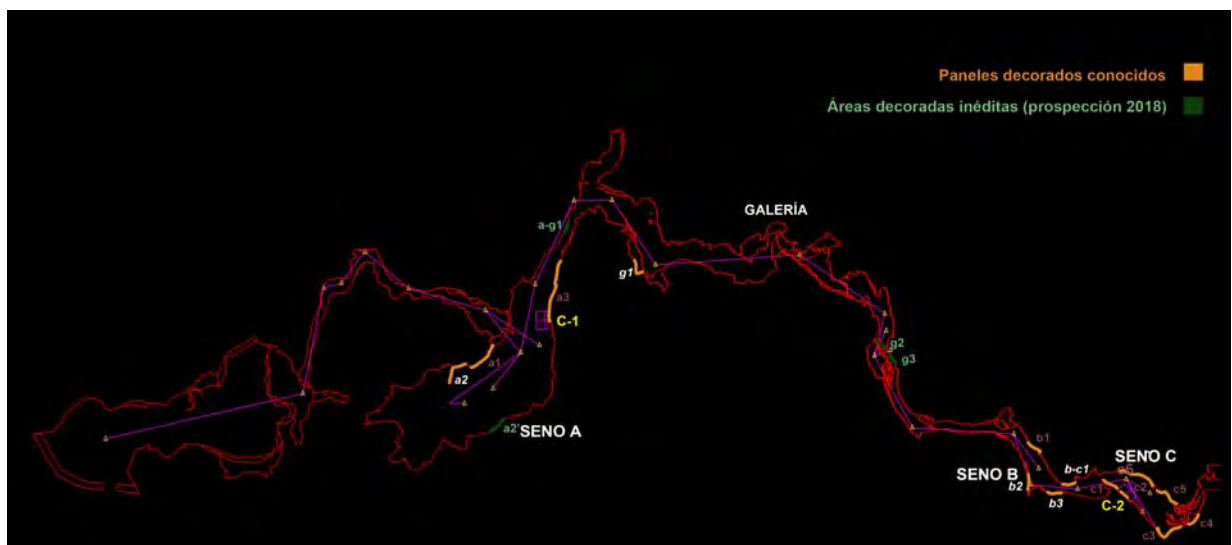 Paneles decorados conocidos
Áreas decoradas inéditas (prospección 2018)
GALERÍA
a-g1
g1
a3
C-1
g2
g3
a1
a2
a2'
SENO A
b1
SENO B
b-c1
SENO C
b2
b3
c1
c2
C-2
c5
c3
c4